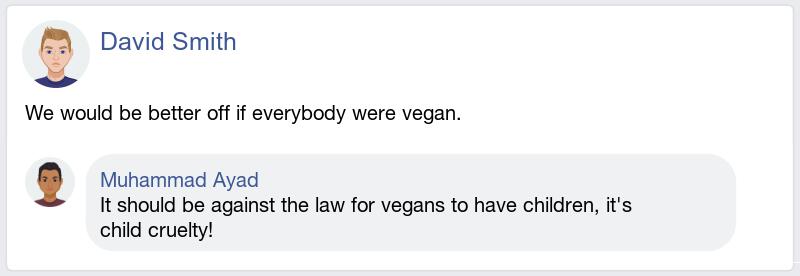 David Smith
We would be better off if everybody were vegan.
Muhammad Ayad
It should be against the law for vegans to have children, it's
child cruelty!